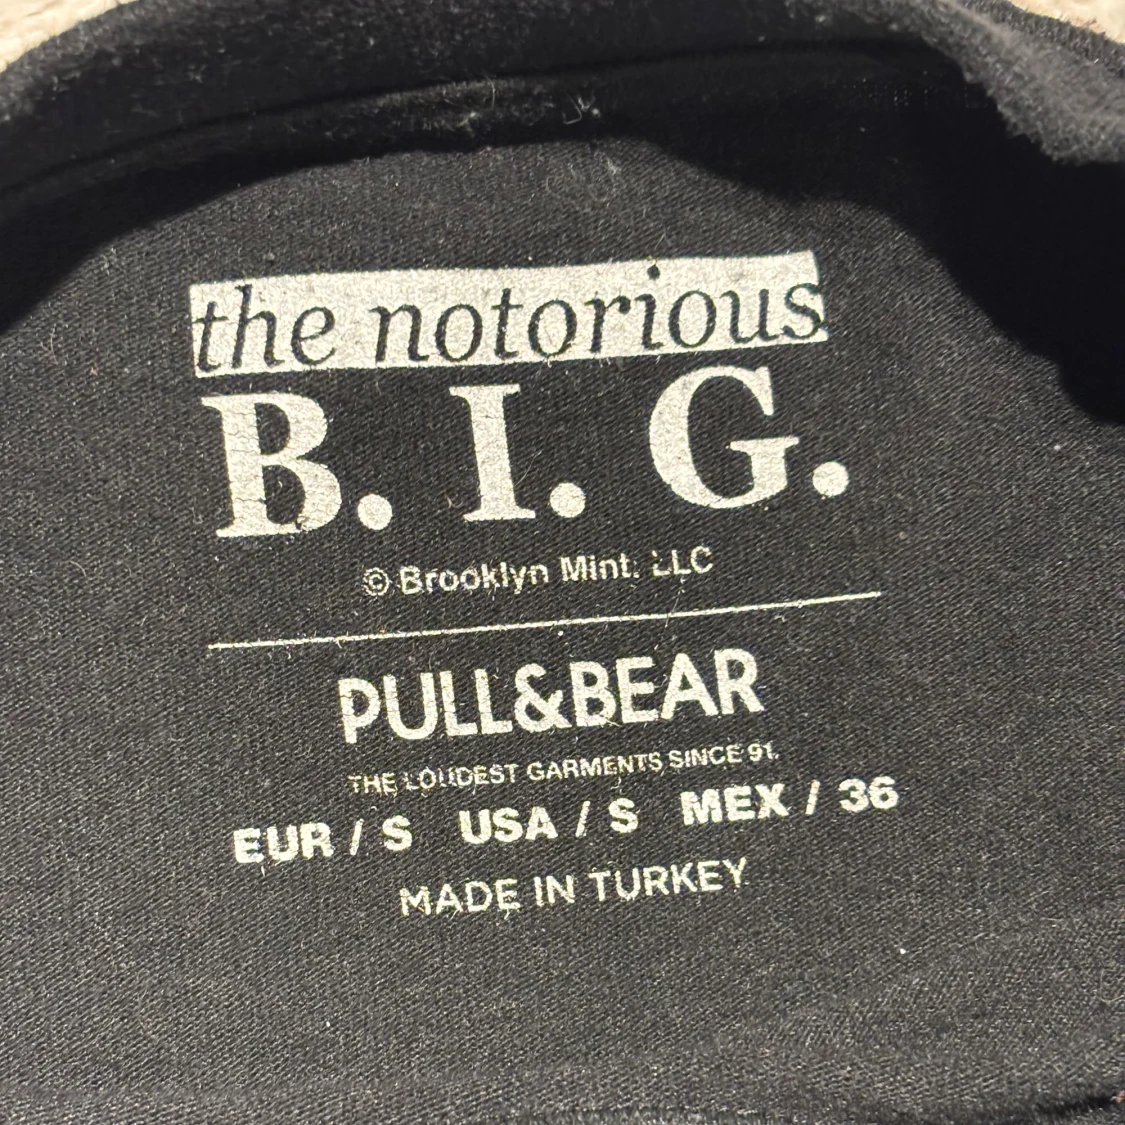 the notorious
B. I. G.
© Brooklyn Mint. LLC
PULL&BEAR
THE LOUDEST GARMENTS SINCE 91.
EUR / S USA / S MEX / 36
MADE IN TURKEY